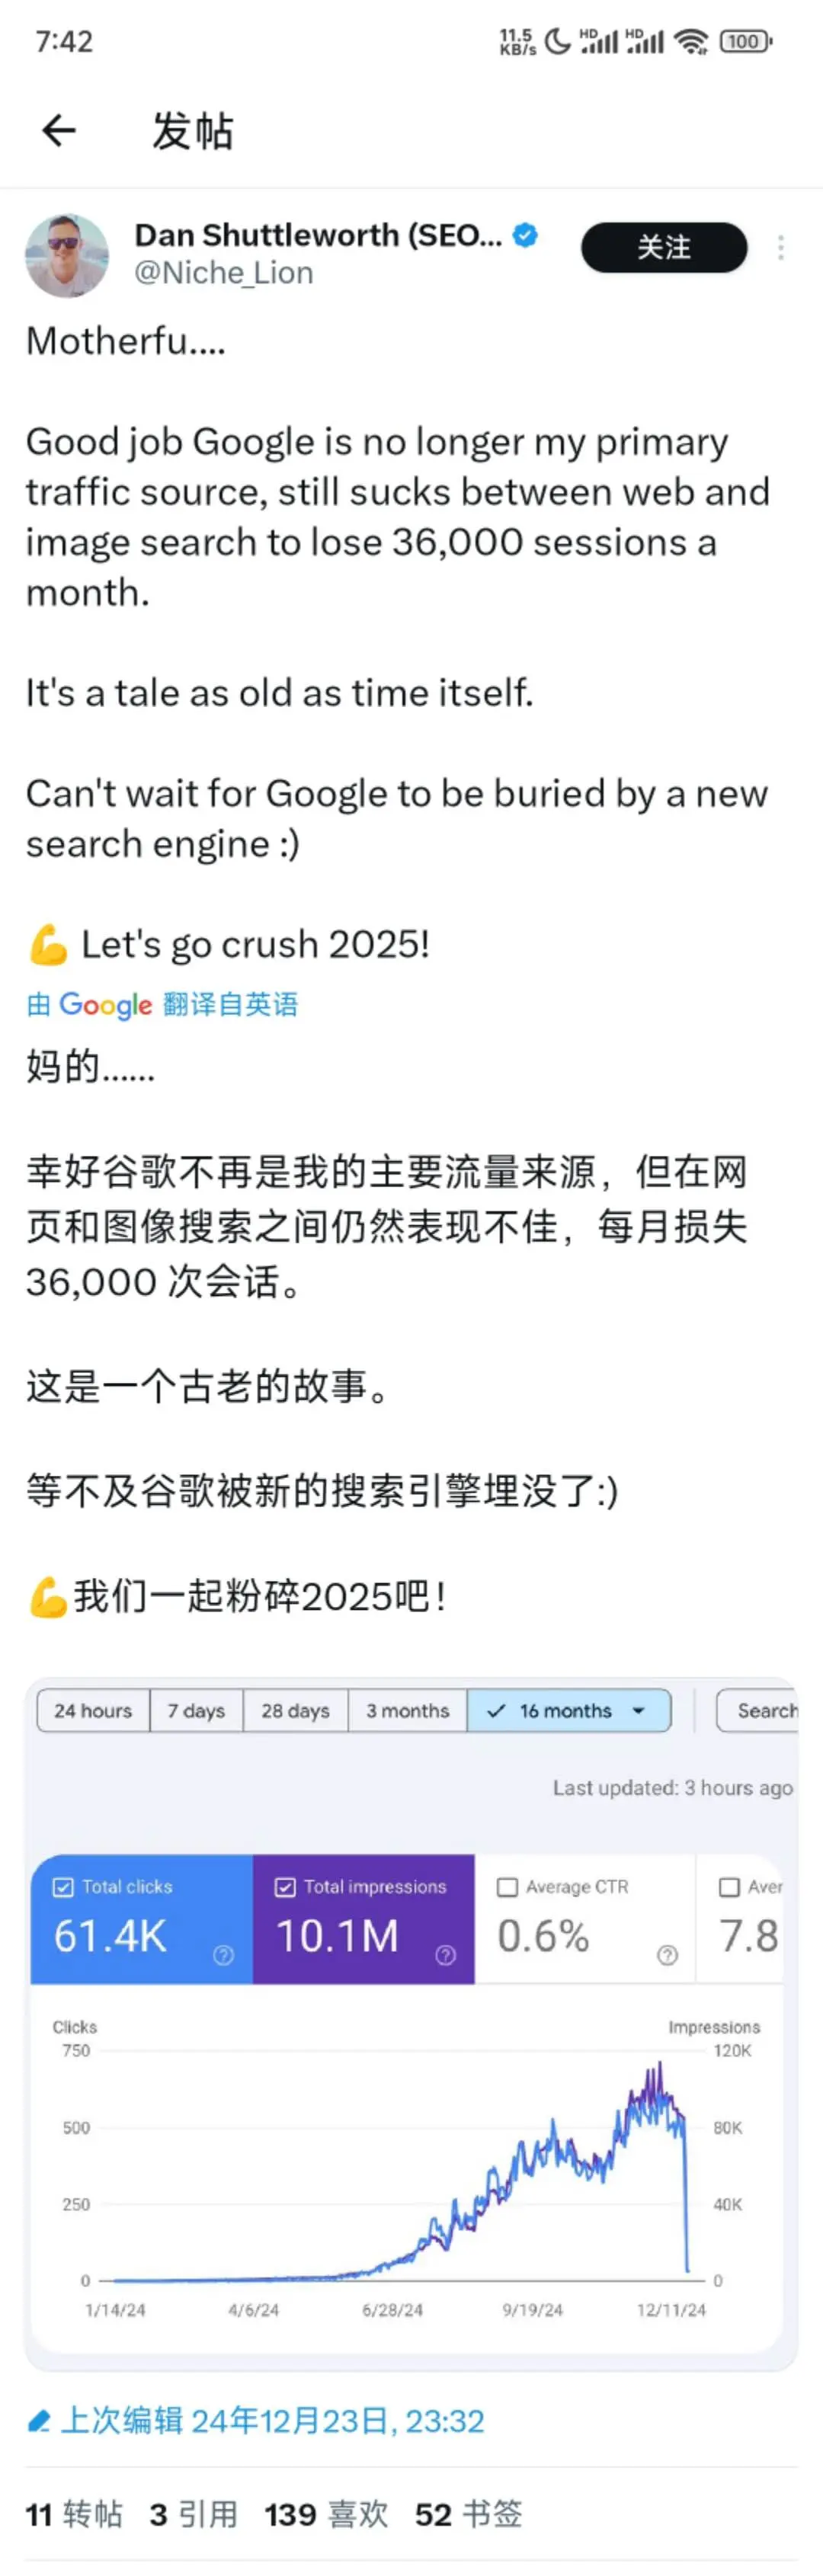 7:42
11.5 KB/s HD HD 100
发帖
Dan Shuttleworth (SEO...
关注
@Niche_Lion
Motherfu....
Good job Google is no longer my primary
traffic source, still sucks between web and
image search to lose 36,000 sessions a
month.
It's a tale as old as time itself.
Can't wait for Google to be buried by a new
search engine :)
💪 Let's go crush 2025!
由 Google 翻译自英语
妈的......
幸好谷歌不再是我的主要流量来源，但在网
页和图像搜索之间仍然表现不佳，每月损失
36,000 次会话。
这是一个古老的故事。
等不及谷歌被新的搜索引擎埋没了:)
💪我们一起粉碎2025吧！
24 hours 7 days 28 days 3 months 16 months Search
Last updated: 3 hours ago
Total clicks Total impressions Average CTR Aver
61.4K 10.1M 0.6% 7.8
Clicks Impressions
750 120K
500 80K
250 40K
0 0
1/14/24 4/6/24 6/28/24 9/19/24 12/11/24
上次编辑 24年12月23日, 23:32
11 转帖 3 引用 139 喜欢 52 书签